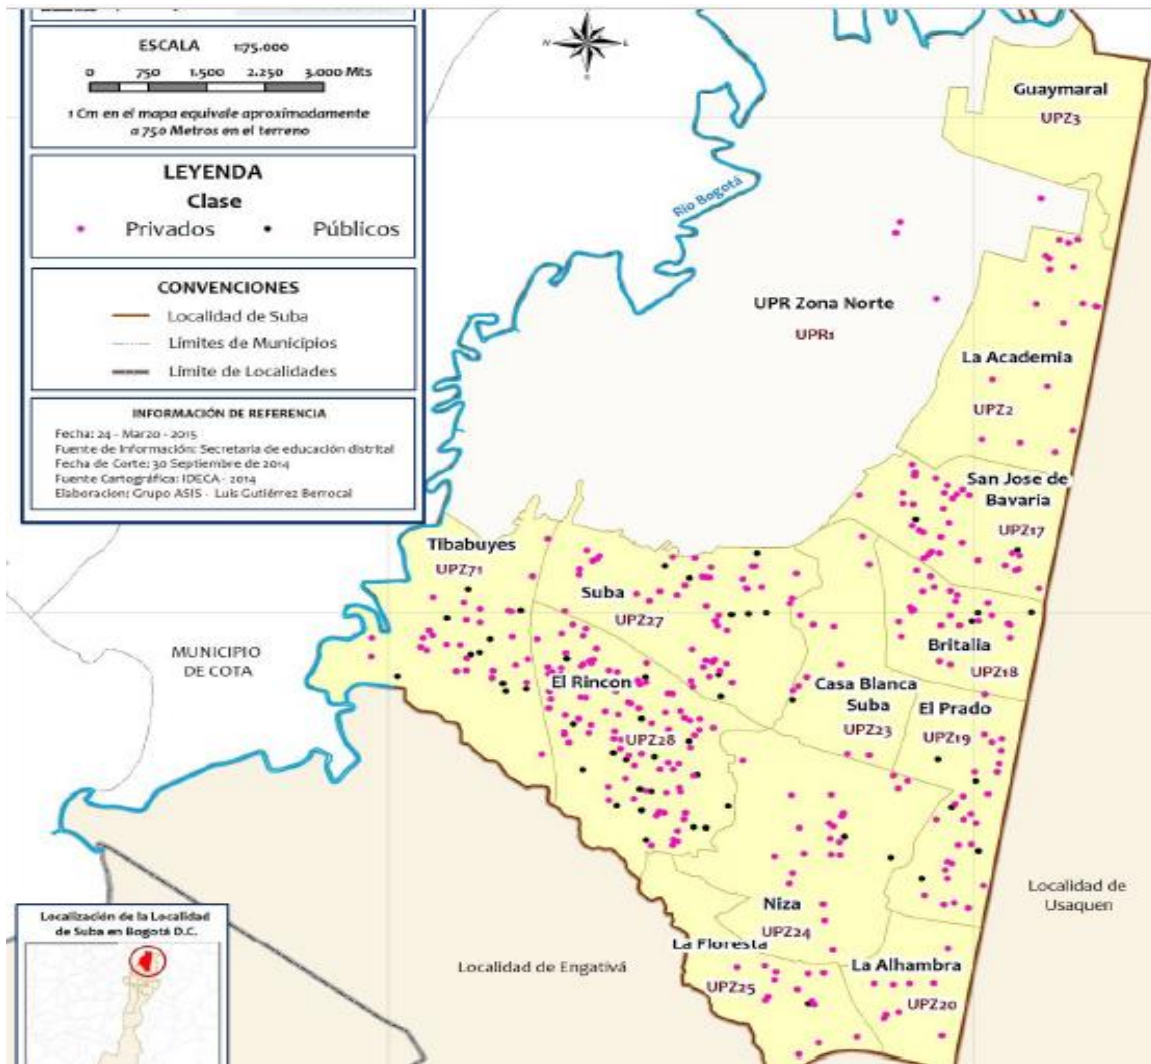 ESCALA 1:75.000
0 750 1.500 2.250 3.000 Mts
1 Cm en el mapa equivale aproximadamente
a 750 Metros en el terreno
LEYENDA
Clase
Privados Públicos
CONVENCIONES
Localidad de Suba
Límites de Municipios
Límite de Localidades
INFORMACIÓN DE REFERENCIA
Fecha: 24 - Marzo - 2015
Fuente de Información: Secretaria de educación distrital
Fecha de Corte: 30 Septiembre de 2014
Fuente Cartográfica: IDECA - 2014
Elaboracion: Grupo ASIS - Luis Gutiérrez Berrocal
N E S
Guaymaral
UPZ3
Río Bogotá
UPR Zona Norte
UPR1
La Academia
UPZ2
San Jose de
Bavaria
UPZ17
Tibabuyes
UPZ71
Suba
UPZ27
Britalia
UPZ18
MUNICIPIO
DE COTA
El Rincon
UPZ28
Casa Blanca
Suba
UPZ23
El Prado
UPZ19
Localidad de
Usaquen
Niza
UPZ24
La Floresta
UPZ25
La Alhambra
UPZ20
Localidad de Engativá
Localización de la Localidad
de Suba en Bogotá D.C.